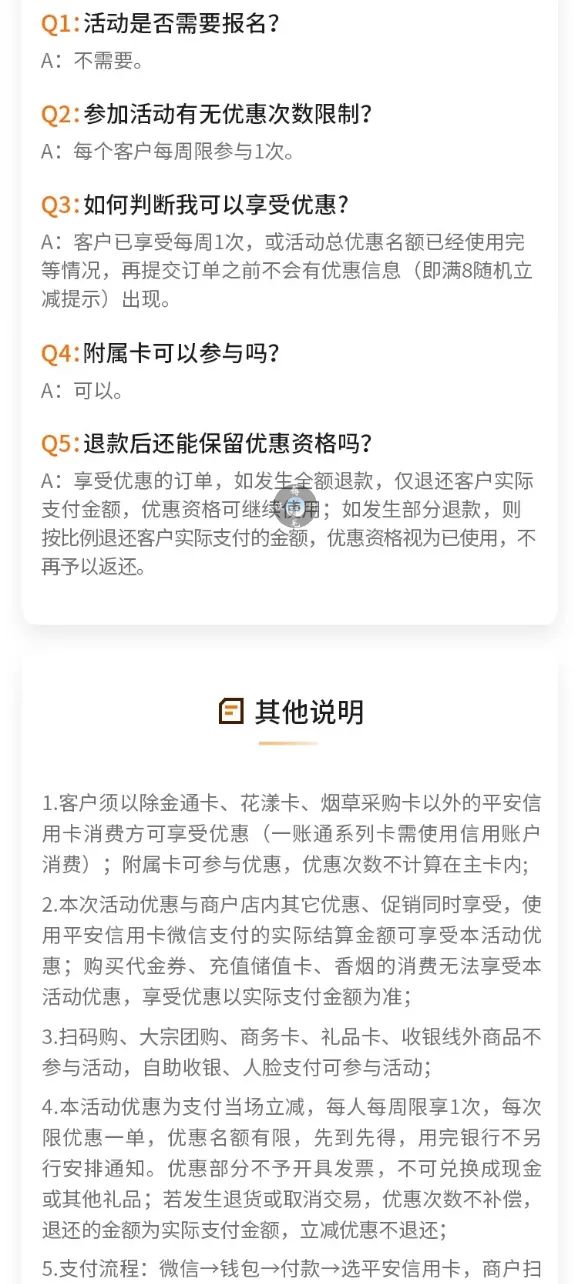 Q1:活动是否需要报名?
A：不需要。
Q2:参加活动有无优惠次数限制?
A：每个客户每周限参与1次。
Q3:如何判断我可以享受优惠?
A：客户已享受每周1次，或活动总优惠名额已经使用完
等情况，再提交订单之前不会有优惠信息（即满8随机立
减提示）出现。
Q4:附属卡可以参与吗?
A：可以。
Q5:退款后还能保留优惠资格吗?
A：享受优惠的订单，如发生全额退款，仅退还客户实际
支付金额，优惠资格可继续使用；如发生部分退款，则
按比例退还客户实际支付的金额，优惠资格视为已使用，不
再予以返还。
其他说明
1.客户须以除金通卡、花漾卡、烟草采购卡以外的平安信
用卡消费方可享受优惠（一账通系列卡需使用信用账户
消费）；附属卡可参与优惠，优惠次数不计算在主卡内;
2.本次活动优惠与商户店内其它优惠、促销同时享受，使
用平安信用卡微信支付的实际结算金额可享受本活动优
惠；购买代金券、充值储值卡、香烟的消费无法享受本
活动优惠，享受优惠以实际支付金额为准；
3.扫码购、大宗团购、商务卡、礼品卡、收银线外商品不
参与活动，自助收银、人脸支付可参与活动；
4.本活动优惠为支付当场立减，每人每周限享1次，每次
限优惠一单，优惠名额有限，先到先得，用完银行不另
行安排通知。优惠部分不予开具发票，不可兑换成现金
或其他礼品；若发生退货或取消交易，优惠次数不补偿，
退还的金额为实际支付金额，立减优惠不退还；
5.支付流程：微信→钱包→付款→选平安信用卡，商户扫